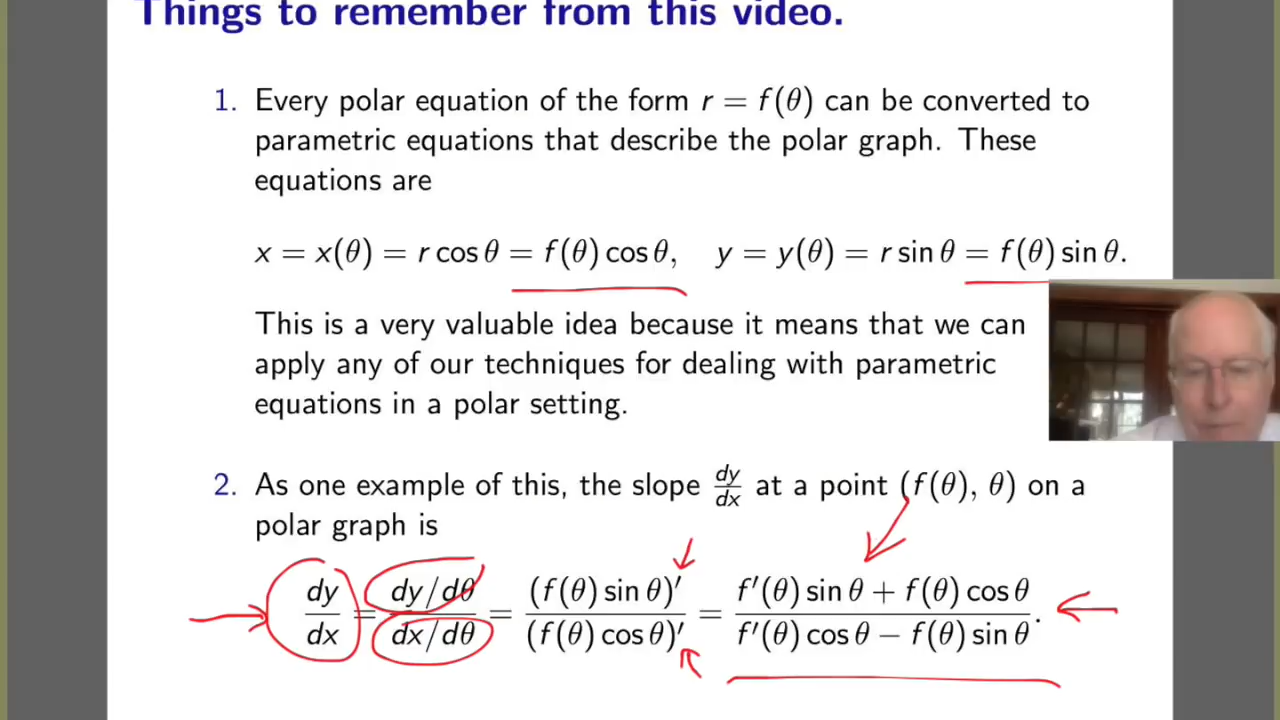 Things to remember from this video.
1. Every polar equation of the form r = f(θ) can be converted to
parametric equations that describe the polar graph. These
equations are
x = x(θ) = r cos θ = f(θ) cos θ, y = y(θ) = r sin θ = f(θ) sin θ.
This is a very valuable idea because it means that we can
apply any of our techniques for dealing with parametric
equations in a polar setting.
2. As one example of this, the slope dy/dx at a point (f(θ), θ) on a
polar graph is
dy/dx = (dy/dθ)/(dx/dθ) = (f(θ) sin θ)′/(f(θ) cos θ)′ = (f′(θ) sin θ + f(θ) cos θ)/(f′(θ) cos θ − f(θ) sin θ).